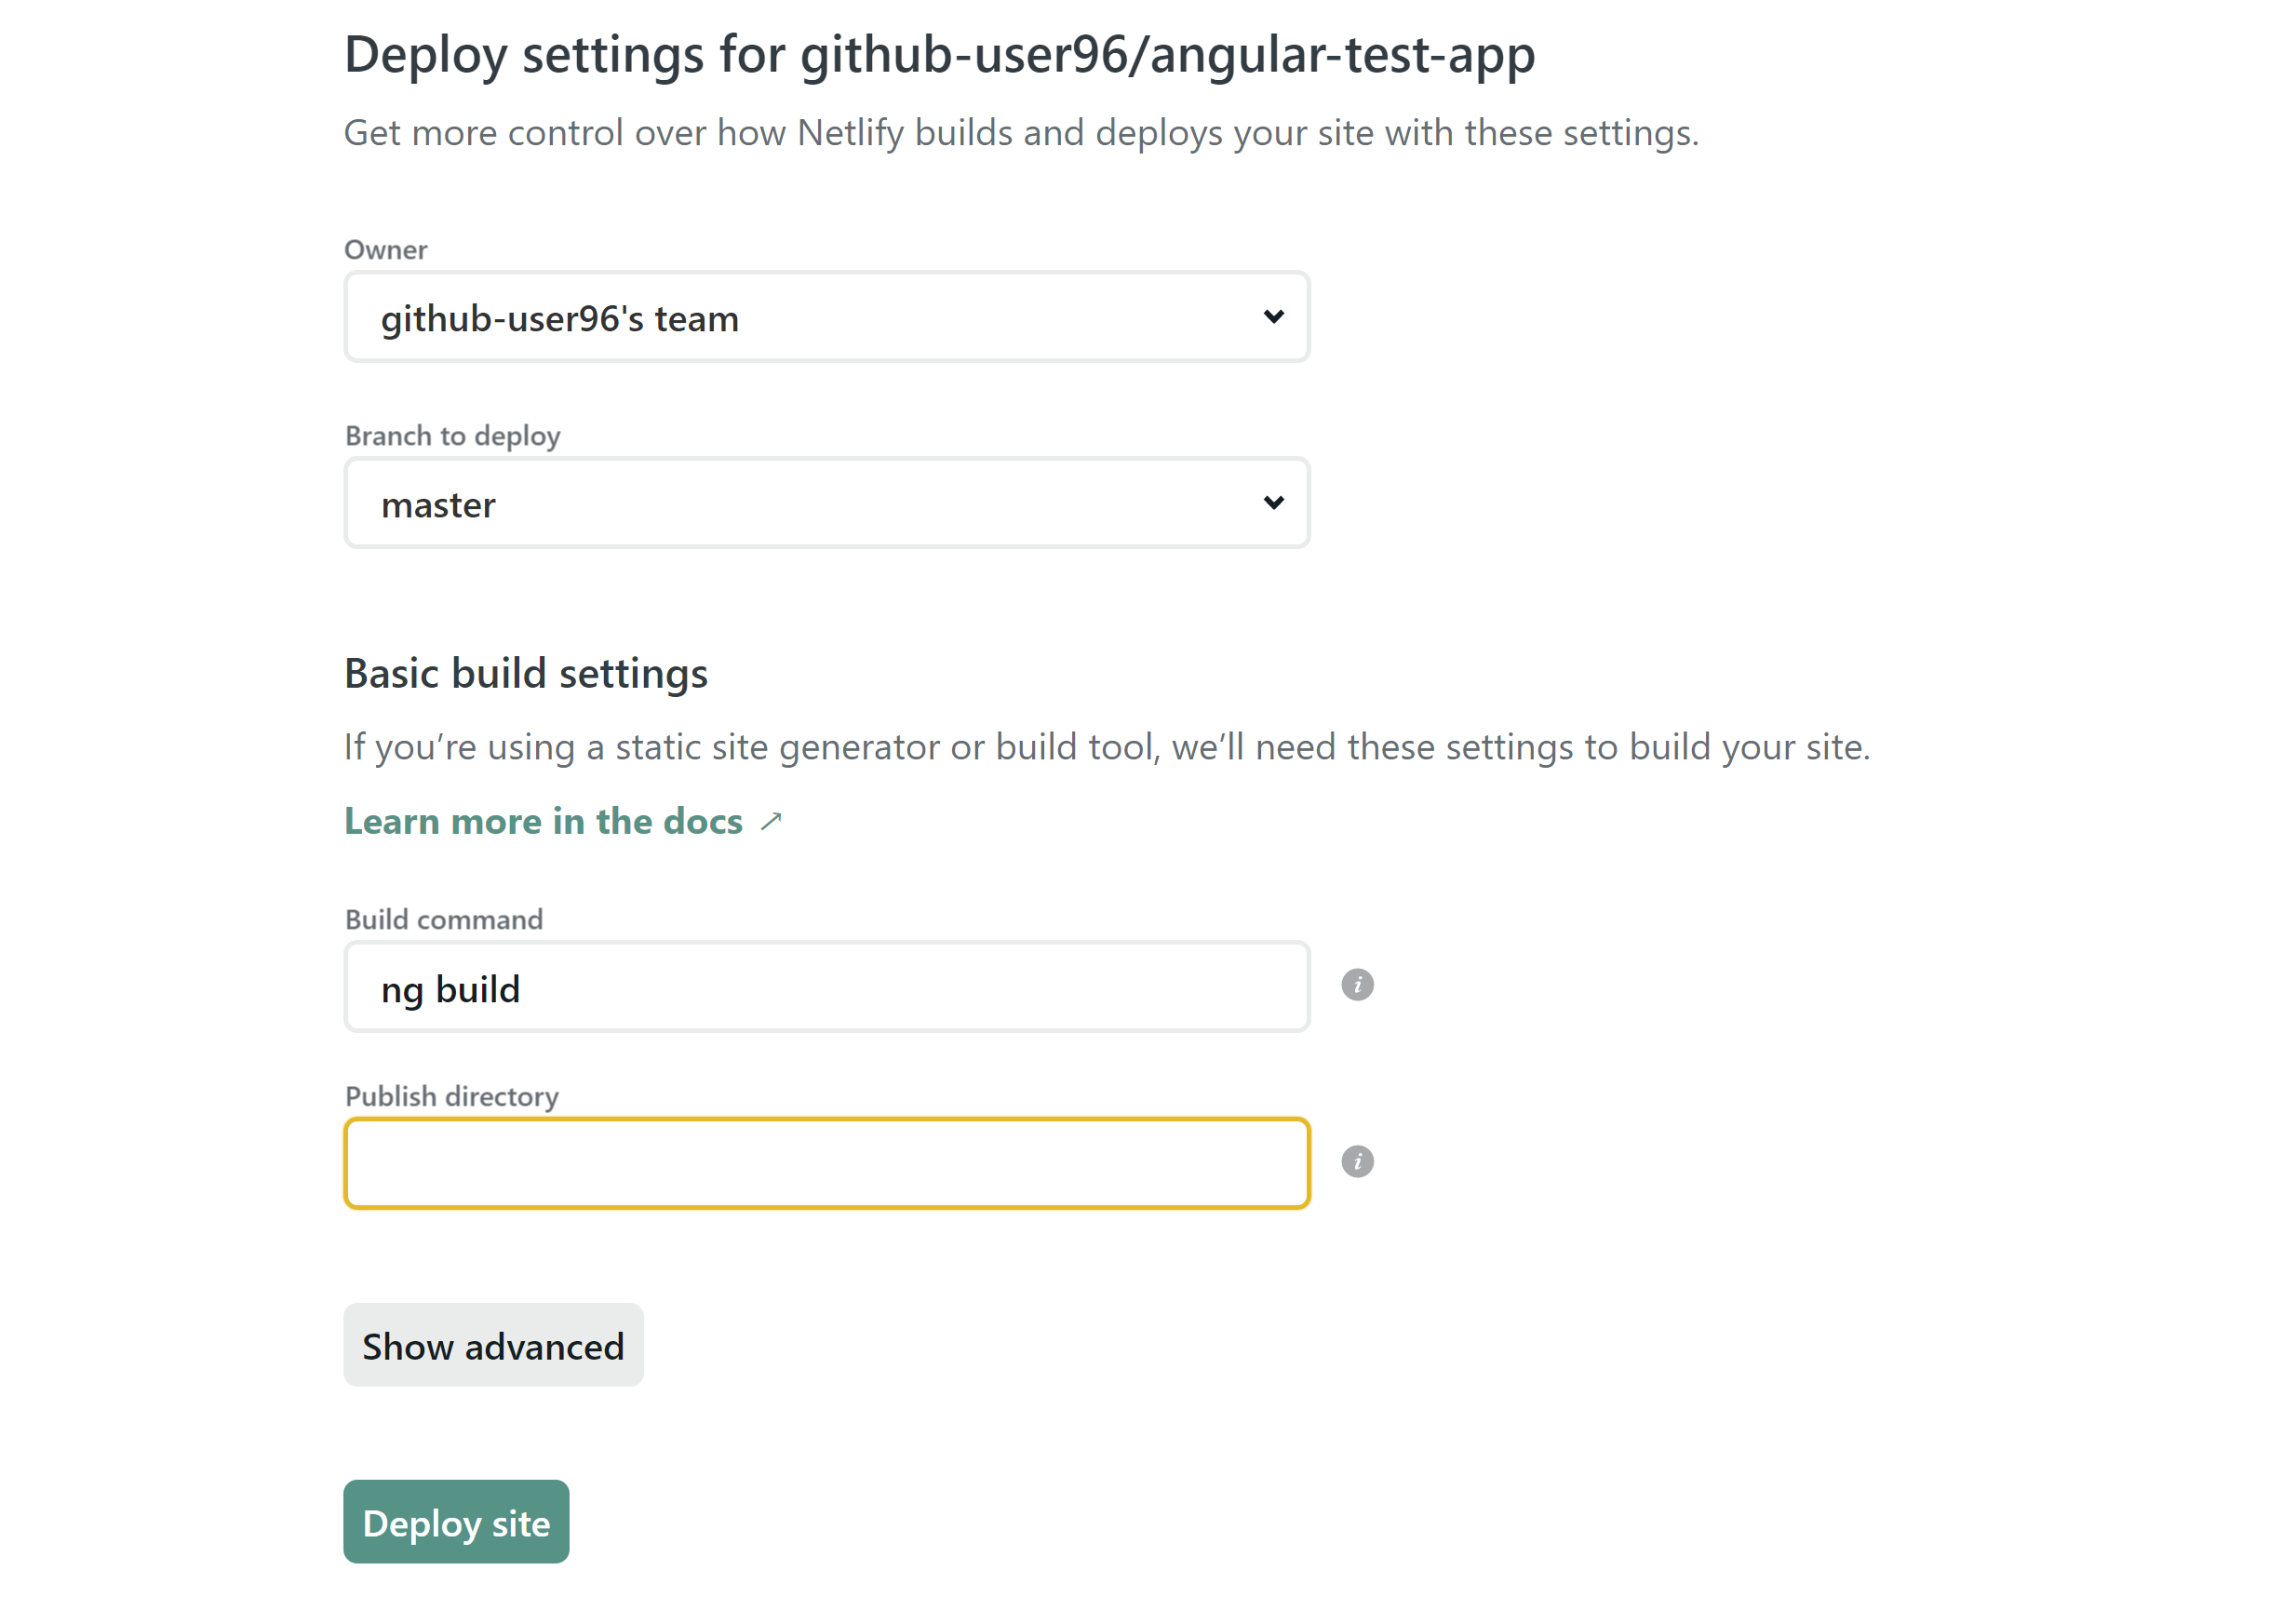 Deploy settings for github-user96/angular-test-app
Get more control over how Netlify builds and deploys your site with these settings.
Owner
github-user96's team
Branch to deploy
master
Basic build settings
If you’re using a static site generator or build tool, we’ll need these settings to build your site.
Learn more in the docs ↗
Build command
ng build
i
Publish directory
i
Show advanced
Deploy site